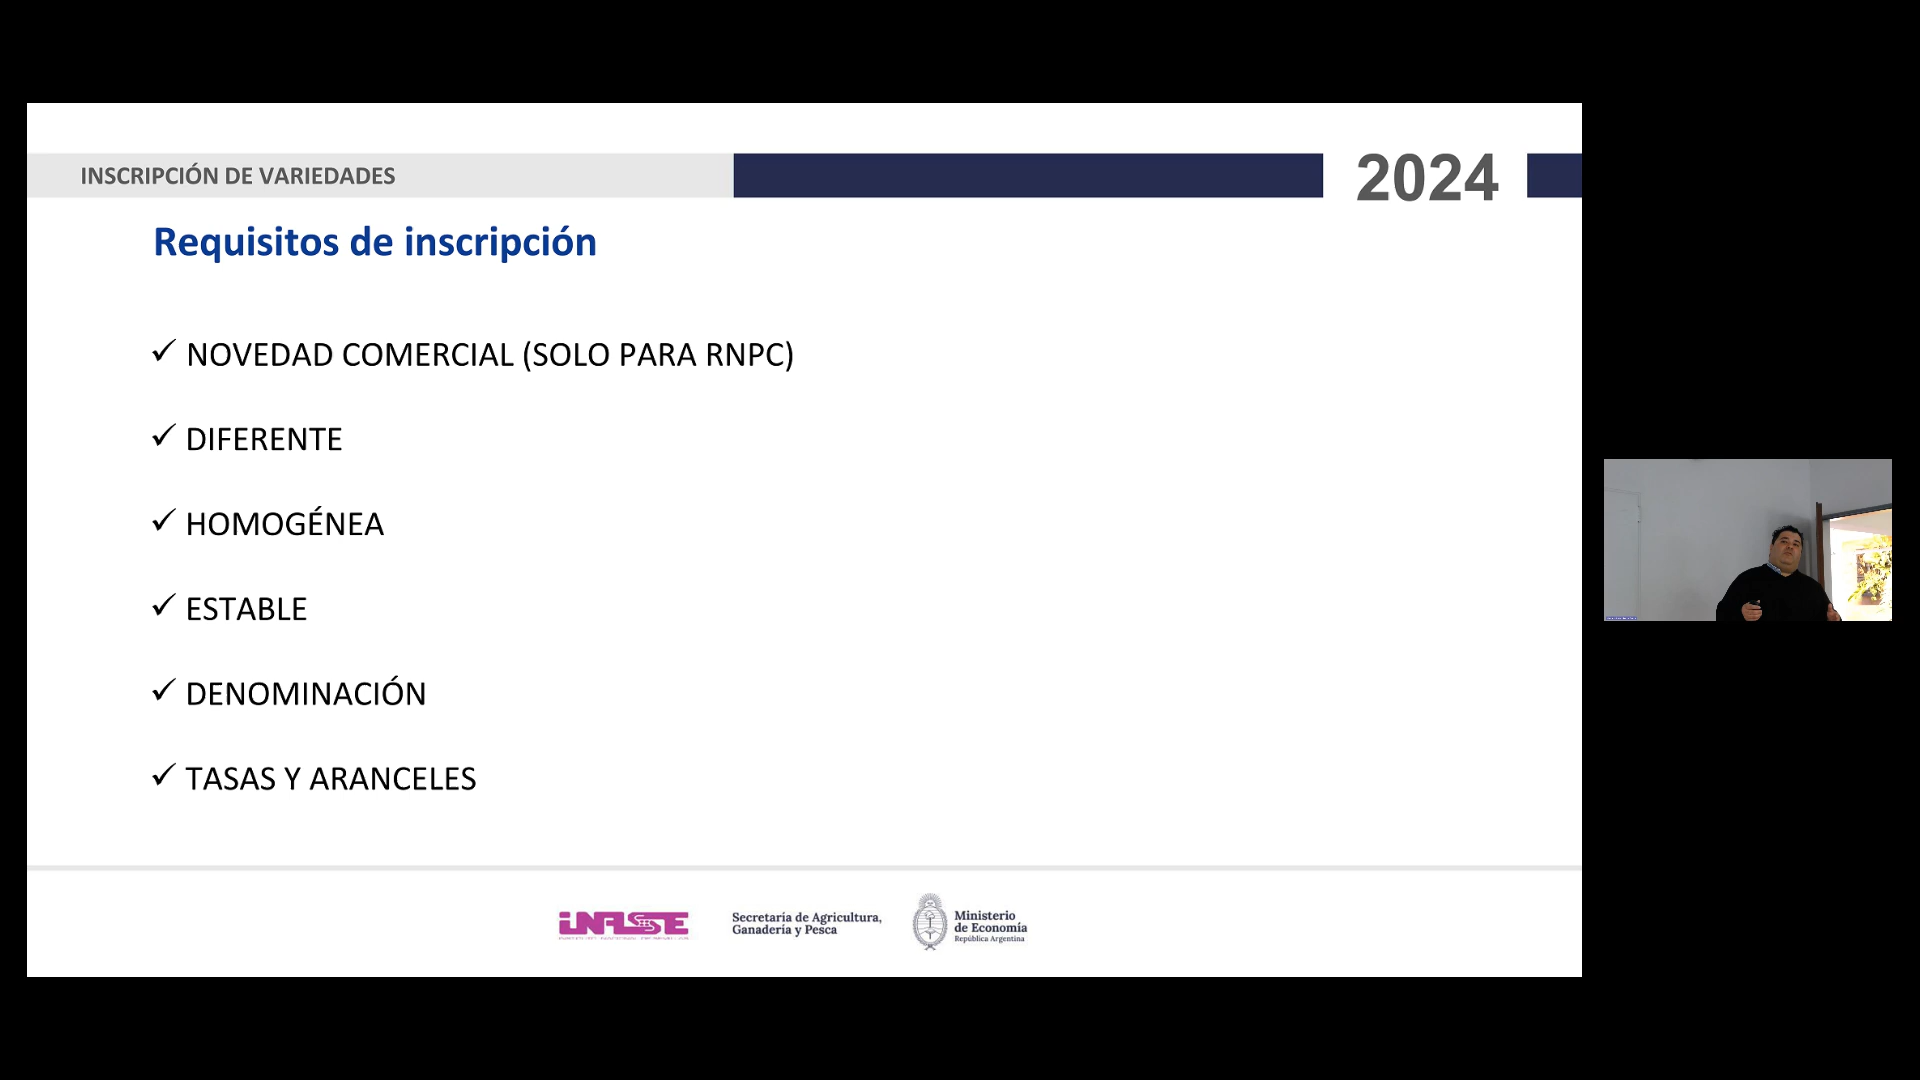 INSCRIPCIÓN DE VARIEDADES
2024
Requisitos de inscripción
✓ NOVEDAD COMERCIAL (SOLO PARA RNPC)
✓ DIFERENTE
✓ HOMOGÉNEA
✓ ESTABLE
✓ DENOMINACIÓN
✓ TASAS Y ARANCELES
INASE
Secretaría de Agricultura,
Ganadería y Pesca
Ministerio
de Economía
República Argentina